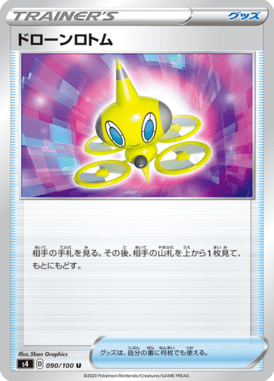 TRAINER'S
グッズ
ドローンロトム
相手の手札を見る。その後、相手の山札を上から1枚見て、
もとにもどす。
Illus. 5ban Graphics
s4 D 090/100 U
グッズは、自分の番に何枚でも使える。
©2020 Pokémon/Nintendo/Creatures/GAME FREAK.